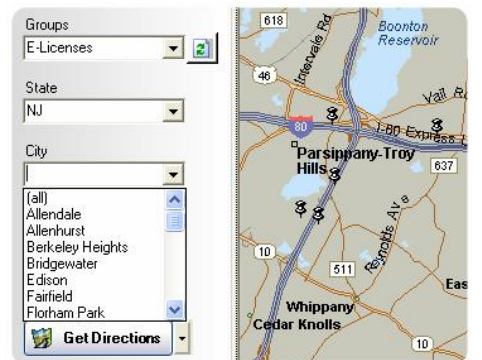 Groups
E-Licenses
State
NJ
City
(all)
Allendale
Allenhurst
Berkeley Heights
Bridgewater
Edison
Fairfield
Florham Park
Get Directions
618
Intervale Rd
Boonton
Reservoir
46
Vail R
80
I-80 Express L
Parsippany-Troy
Hills
637
Reynolds Ave
10
511
Eas
Whippany
Cedar Knolls
10